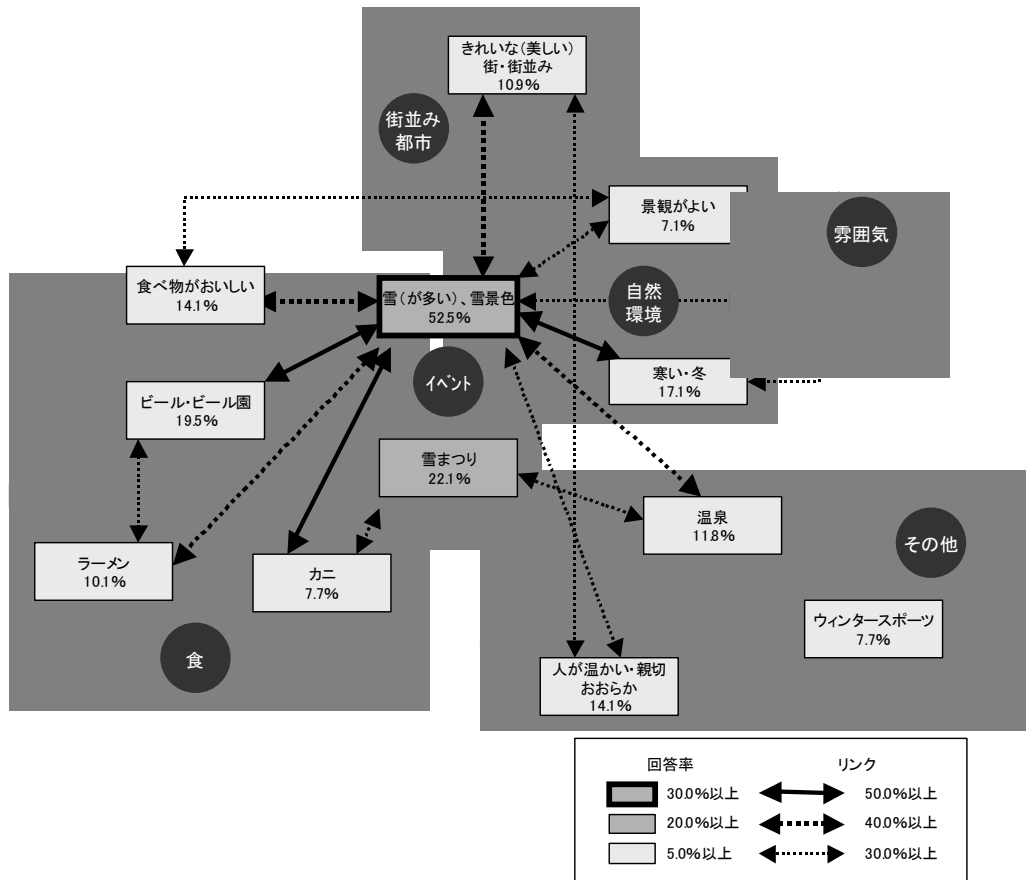 きれいな(美しい)
街・街並み
10.9%
街並み
都市
景観がよい
7.1%
雰囲気
食べ物がおいしい
14.1%
雪(が多い)、雪景色
52.5%
自然
環境
イベント
寒い・冬
17.1%
ビール・ビール園
19.5%
雪まつり
22.1%
温泉
11.8%
その他
ラーメン
10.1%
カニ
7.7%
ウィンタースポーツ
7.7%
食
人が温かい・親切
おおらか
14.1%
回答率 リンク
30.0%以上 50.0%以上
20.0%以上 40.0%以上
5.0%以上 30.0%以上